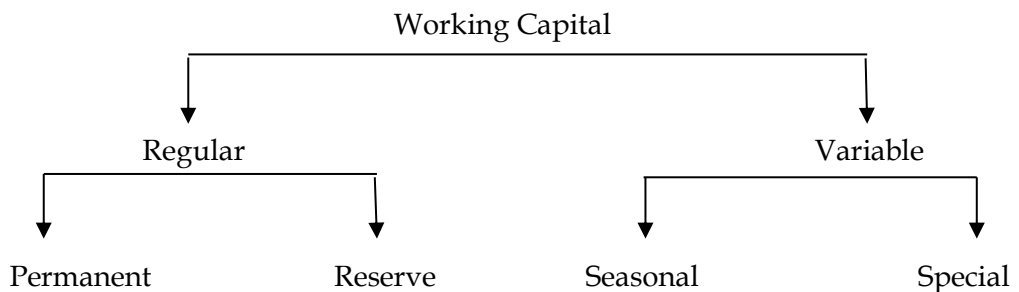 Working Capital
Regular Variable
Permanent Reserve Seasonal Special